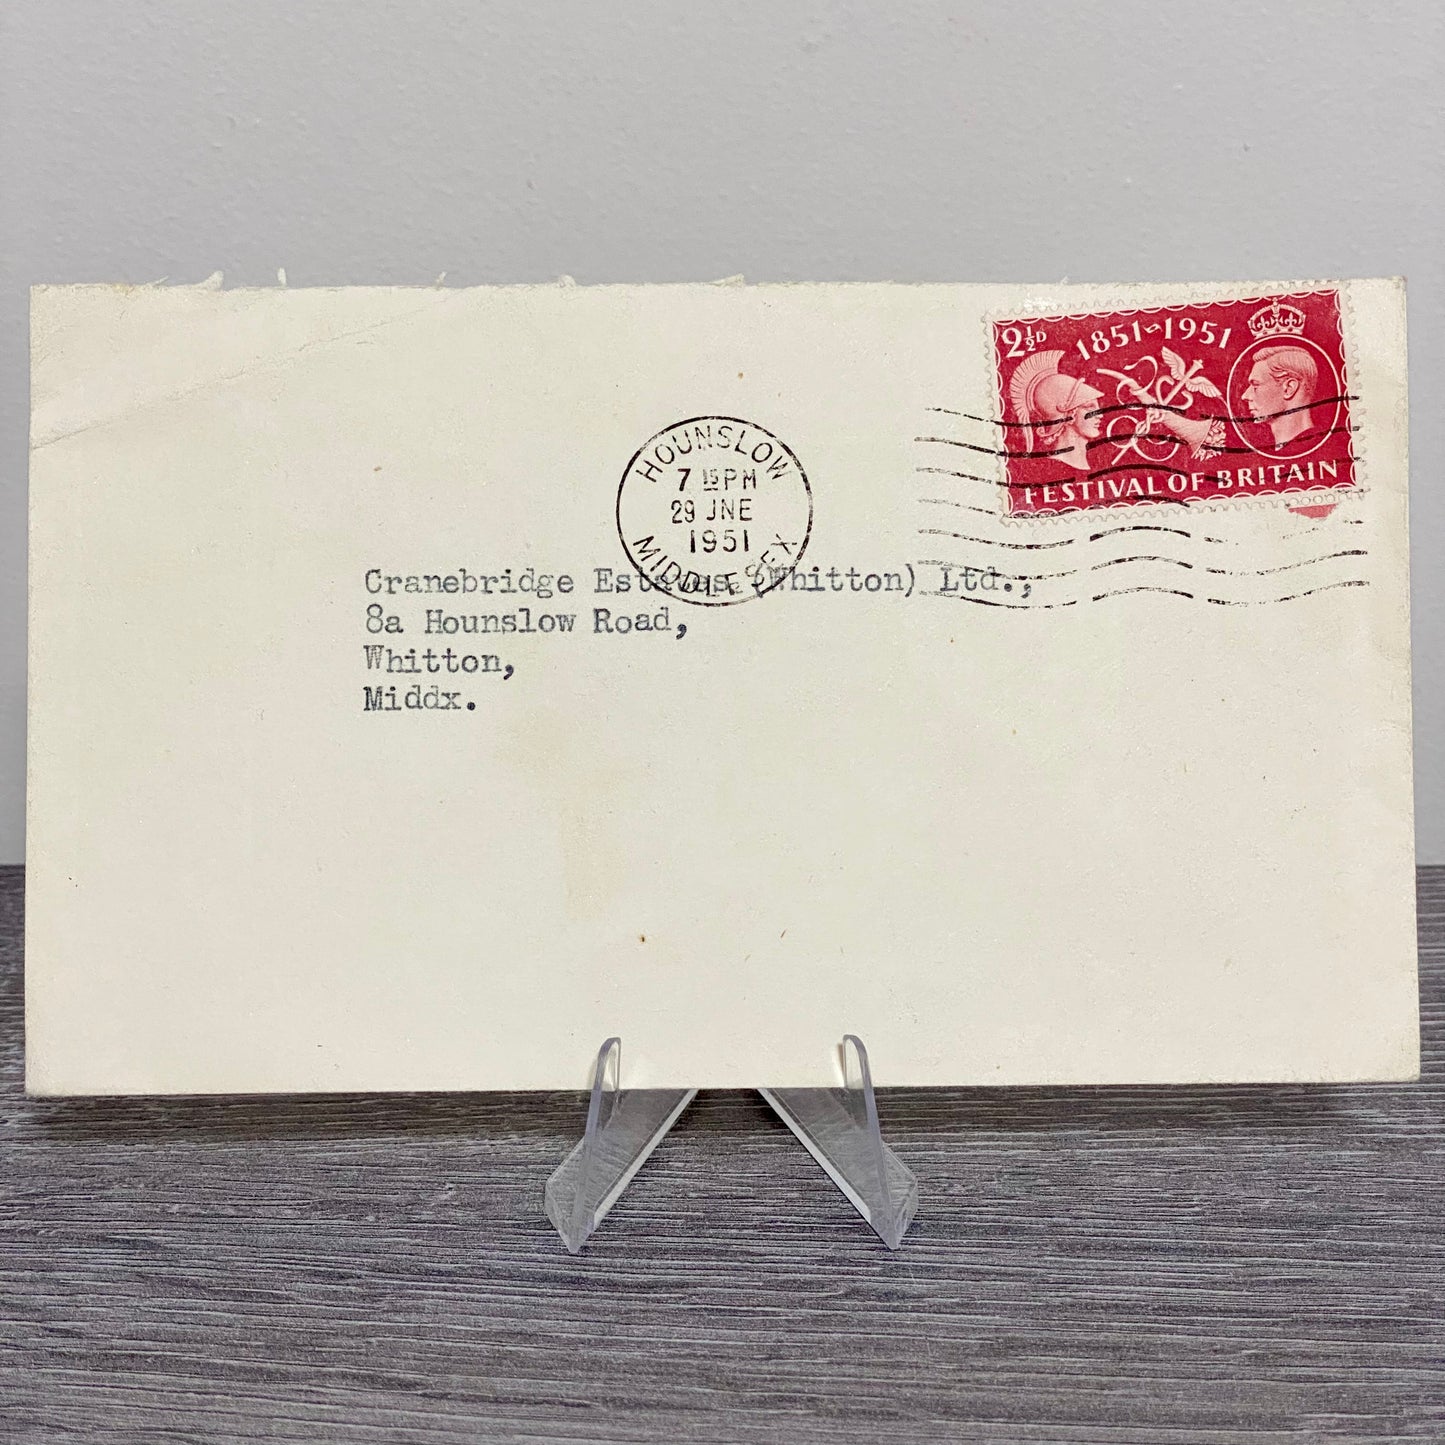 2½D 1851~1951
FESTIVAL OF BRITAIN
HOUNSLOW
7 15 PM
29 JNE
1951
MIDDLESEX
Cranebridge Estates (Whitton) Ltd.,
8a Hounslow Road,
Whitton,
Middx.